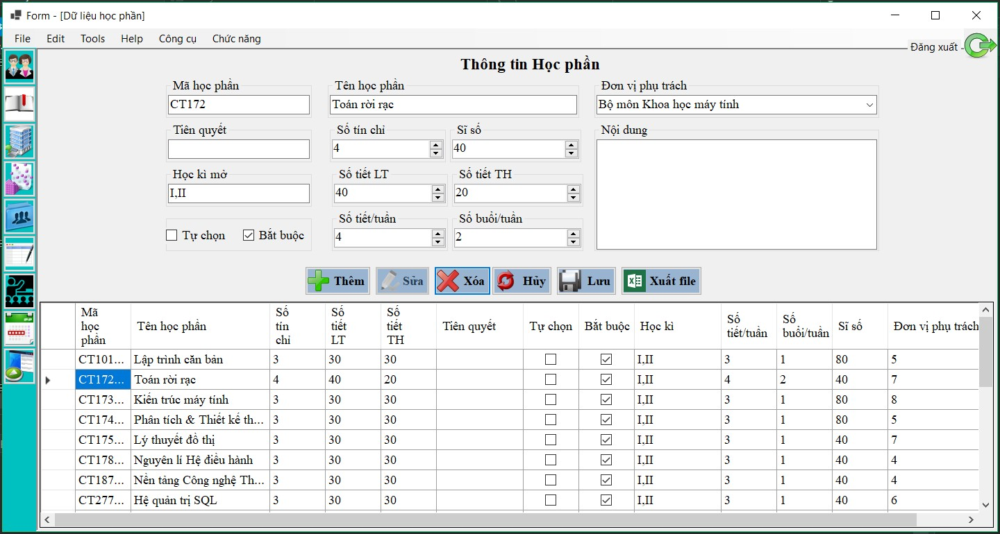 Form - [Dữ liệu học phần]
File Edit Tools Help Công cụ Chức năng
Đăng xuất
Thông tin Học phần
Mã học phần Tên học phần Đơn vị phụ trách
CT172 Toán rời rạc Bộ môn Khoa học máy tính
Tiên quyết Số tín chỉ Sĩ số Nội dung
4 40
Học kì mở Số tiết LT Số tiết TH
I,II 40 20
Số tiết/tuần Số buổi/tuần
Tự chọn Bắt buộc 4 2
Thêm Sửa Xóa Hủy Lưu Xuất file
Mã học phần Tên học phần Số tín chỉ Số tiết LT Số tiết TH Tiên quyết Tự chọn Bắt buộc Học kì Số tiết/tuần Số buổi/tuần Sĩ số Đơn vị phụ trách
CT101... Lập trình căn bản 3 30 30 I,II 3 1 80 5
CT172... Toán rời rạc 4 40 20 I,II 4 2 40 7
CT173... Kiến trúc máy tính 3 30 30 I,II 3 1 80 8
CT174... Phân tích & Thiết kế th... 3 30 30 I,II 3 1 80 5
CT175... Lý thuyết đồ thị 3 30 30 I,II 3 1 40 7
CT178... Nguyên lí Hệ điều hành 3 30 30 I,II 3 1 40 4
CT187... Nền tảng Công nghệ Th... 3 30 30 I,II 3 1 40 4
CT277... Hệ quản trị SQL 3 30 30 I,II 3 1 40 6